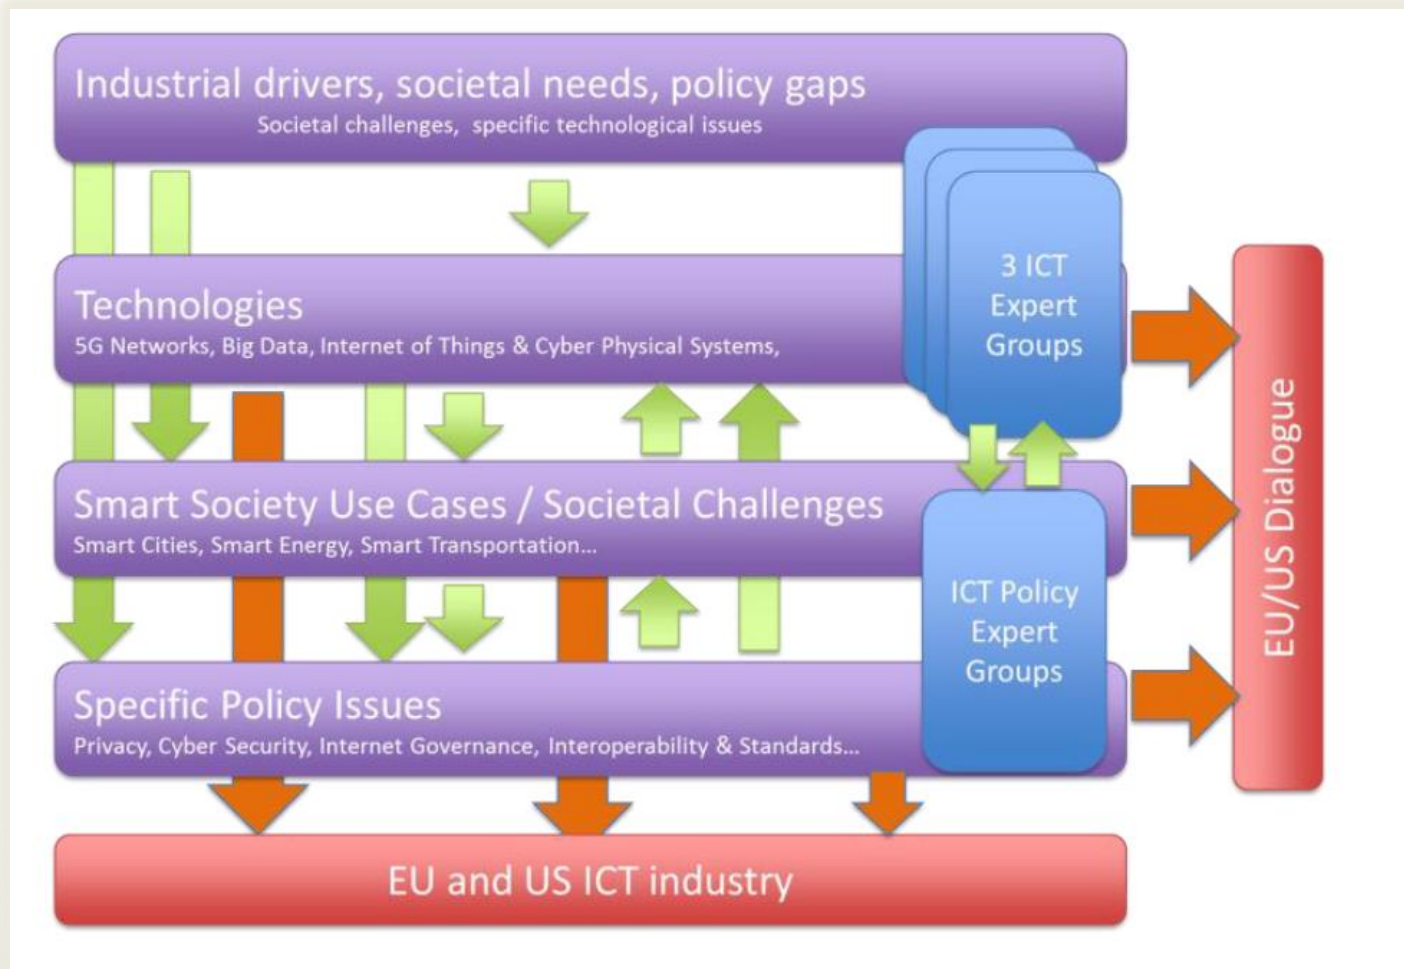 Industrial drivers, societal needs, policy gaps
Societal challenges, specific technological issues
Technologies
5G Networks, Big Data, Internet of Things & Cyber Physical Systems,
3 ICT
Expert
Groups
Smart Society Use Cases / Societal Challenges
Smart Cities, Smart Energy, Smart Transportation...
ICT Policy
Expert
Groups
Specific Policy Issues
Privacy, Cyber Security, Internet Governance, Interoperability & Standards...
EU/US Dialogue
EU and US ICT industry